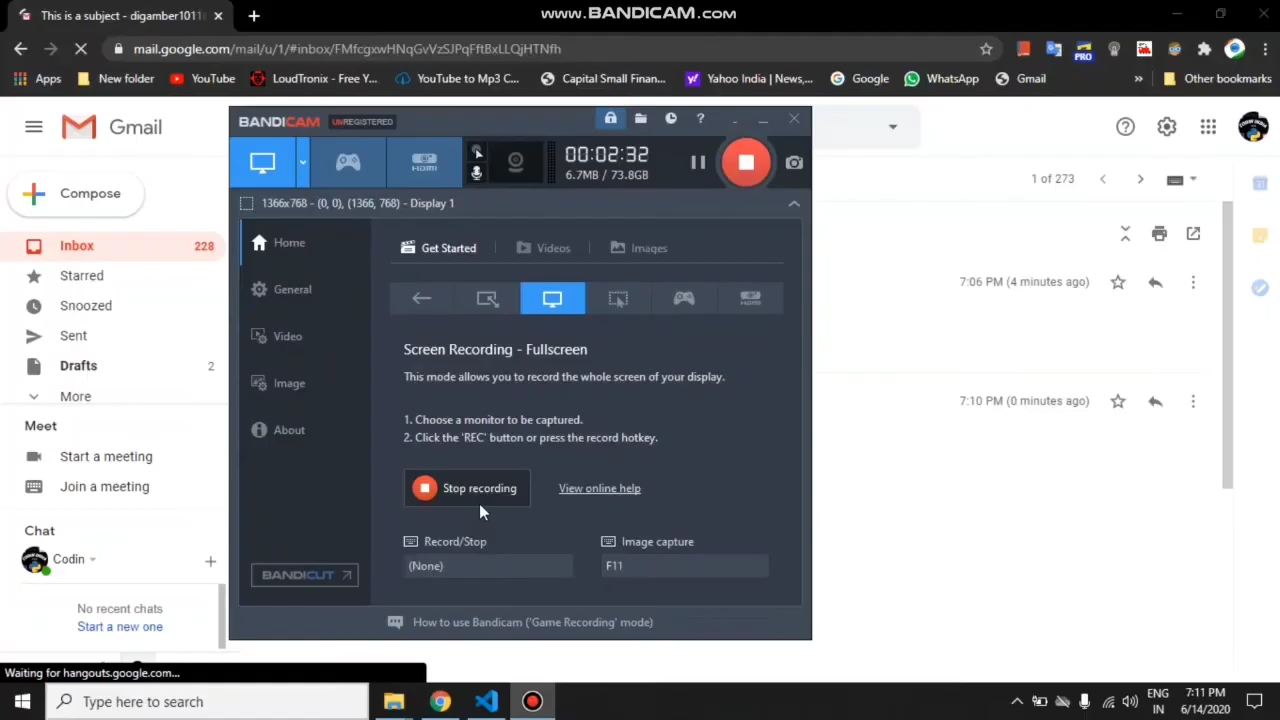 This is a subject - digamber1011
www.BANDICAM.com
mail.google.com/mail/u/1/#inbox/FMfcgxwHNqGvVzSJPqFftBxLLQjHTNfh
PRO
Apps
New folder
YouTube
LoudTronix - Free Y...
YouTube to Mp3 C...
Capital Small Finan...
Yahoo India | News,...
Google
WhatsApp
Gmail
»
Other bookmarks
Gmail
Compose
Inbox 228
Starred
Snoozed
Sent
Drafts 2
More
Meet
Start a meeting
Join a meeting
Chat
Codin
No recent chats
Start a new one
Waiting for hangouts.google.com...
BANDICAM UNREGISTERED
HDMI
00:02:32
6.7MB / 73.8GB
1366x768 - (0, 0), (1366, 768) - Display 1
Home
General
Video
Image
About
BANDICUT
Get Started
Videos
Images
HDMI
Screen Recording - Fullscreen
This mode allows you to record the whole screen of your display.
1. Choose a monitor to be captured.
2. Click the 'REC' button or press the record hotkey.
Stop recording
View online help
Record/Stop
Image capture
(None)
F11
How to use Bandicam ('Game Recording' mode)
1 of 273
7:06 PM (4 minutes ago)
7:10 PM (0 minutes ago)
Type here to search
ENG
IN
7:11 PM
6/14/2020